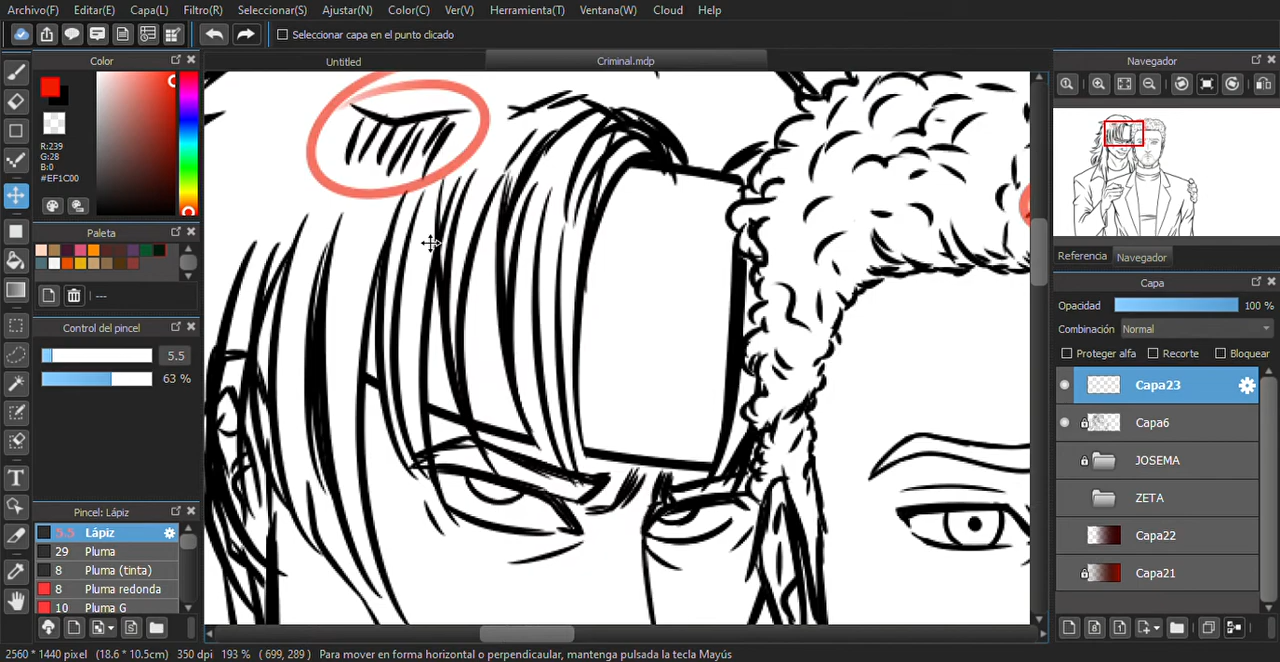 Archivo(F) Editar(E) Capa(L) Filtro(R) Seleccionar(S) Ajustar(N) Color(C) Ver(V) Herramienta(T) Ventana(W) Cloud Help
Seleccionar capa en el punto clicado
Color
Untitled
Criminal.mdp
Navegador
R:239
G:28
B:0
#EF1C00
Paleta
---
Control del pincel
5.5
63 %
Pincel: Lápiz
5.5 Lápiz
29 Pluma
8 Pluma (tinta)
8 Pluma redonda
10 Pluma G
Referencia
Navegador
Capa
Opacidad 100 %
Combinación Normal
Proteger alfa Recorte Bloquear
Capa23
Capa6
JOSEMA
ZETA
Capa22
Capa21
2560 * 1440 pixel (18.6 * 10.5cm) 350 dpi 193 % ( 699, 289 ) Para mover en forma horizontal o perpendicaular, mantenga pulsada la tecla Mayús